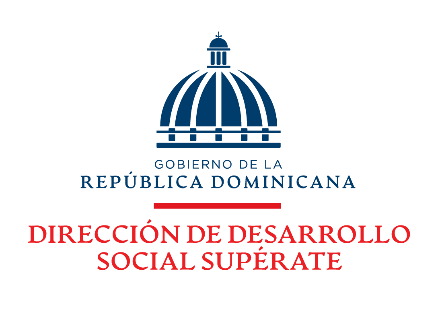 GOBIERNO DE LA
REPÚBLICA DOMINICANA
DIRECCIÓN DE DESARROLLO
SOCIAL SUPÉRATE